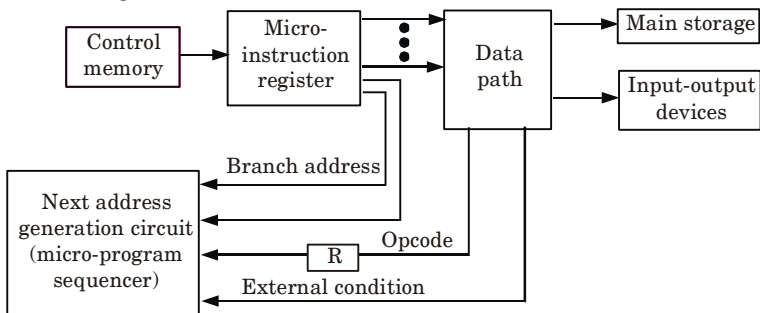 Control
memory
Micro-
instruction
register
Data
path
Main storage
Input-output
devices
Branch address
Next address
generation circuit
(micro-program
sequencer)
Opcode
R
External condition